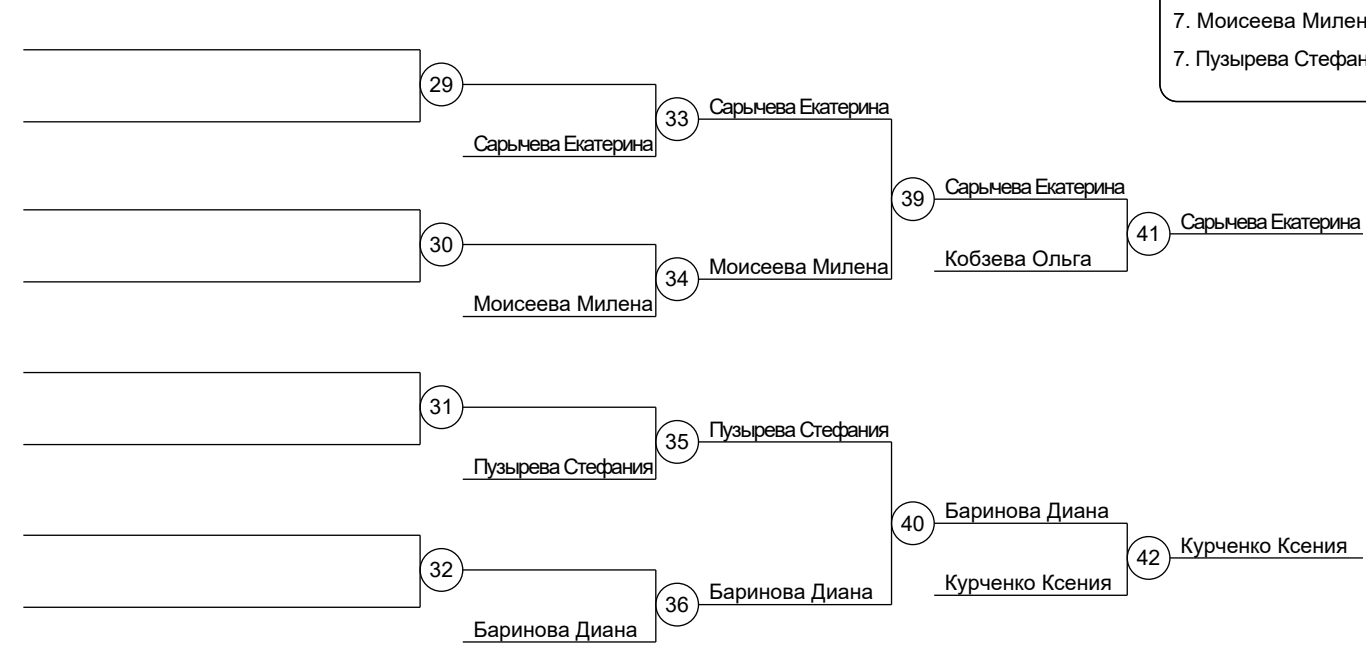 7. Моисеева Милен
7. Пузырева Стефан
29
33
Сарычева Екатерина
Сарычева Екатерина
39
Сарычева Екатерина
41
Сарычева Екатерина
30
Кобзева Ольга
34
Моисеева Милена
Моисеева Милена
31
35
Пузырева Стефания
Пузырева Стефания
40
Баринова Диана
42
Курченко Ксения
32
Курченко Ксения
36
Баринова Диана
Баринова Диана